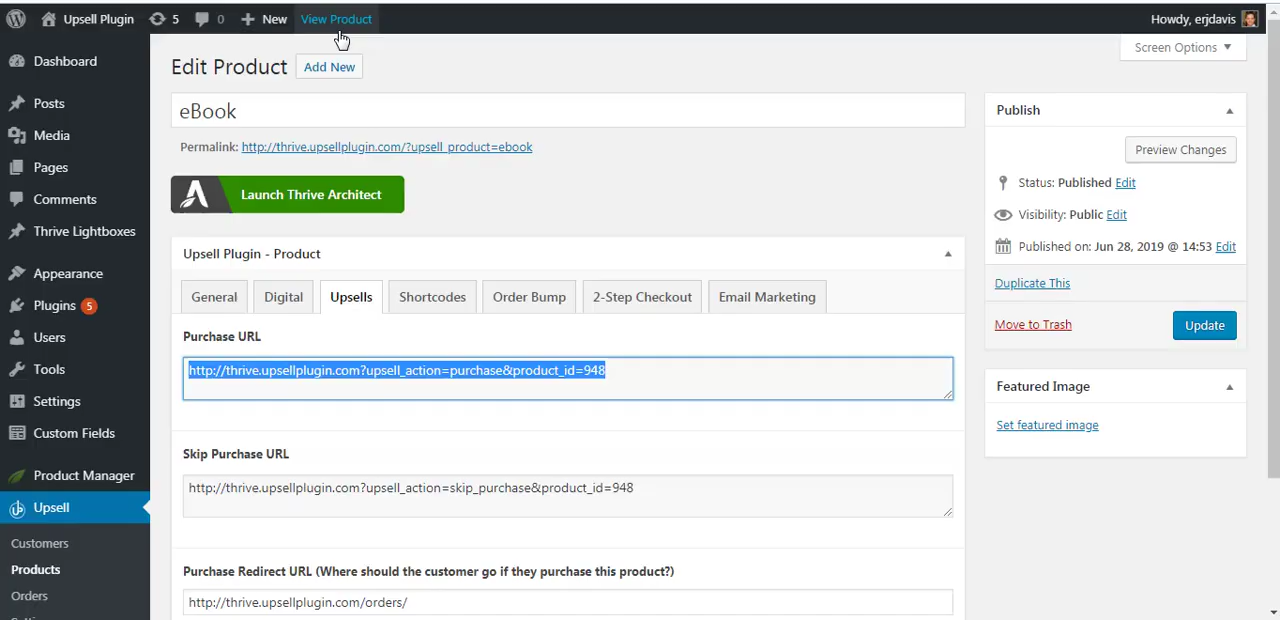 Upsell Plugin 5 0 New View Product Howdy, erjdavis
Screen Options
Dashboard
Posts
Media
Pages
Comments
Thrive Lightboxes
Appearance
Plugins 5
Users
Tools
Settings
Custom Fields
Product Manager
Upsell
Customers
Products
Orders
Edit Product Add New
eBook
Permalink: http://thrive.upsellplugin.com/?upsell_product=ebook
Launch Thrive Architect
Upsell Plugin - Product
General Digital Upsells Shortcodes Order Bump 2-Step Checkout Email Marketing
Purchase URL
http://thrive.upsellplugin.com?upsell_action=purchase&product_id=948
Skip Purchase URL
http://thrive.upsellplugin.com?upsell_action=skip_purchase&product_id=948
Purchase Redirect URL (Where should the customer go if they purchase this product?)
http://thrive.upsellplugin.com/orders/
Publish
Preview Changes
Status: Published Edit
Visibility: Public Edit
Published on: Jun 28, 2019 @ 14:53 Edit
Duplicate This
Move to Trash Update
Featured Image
Set featured image